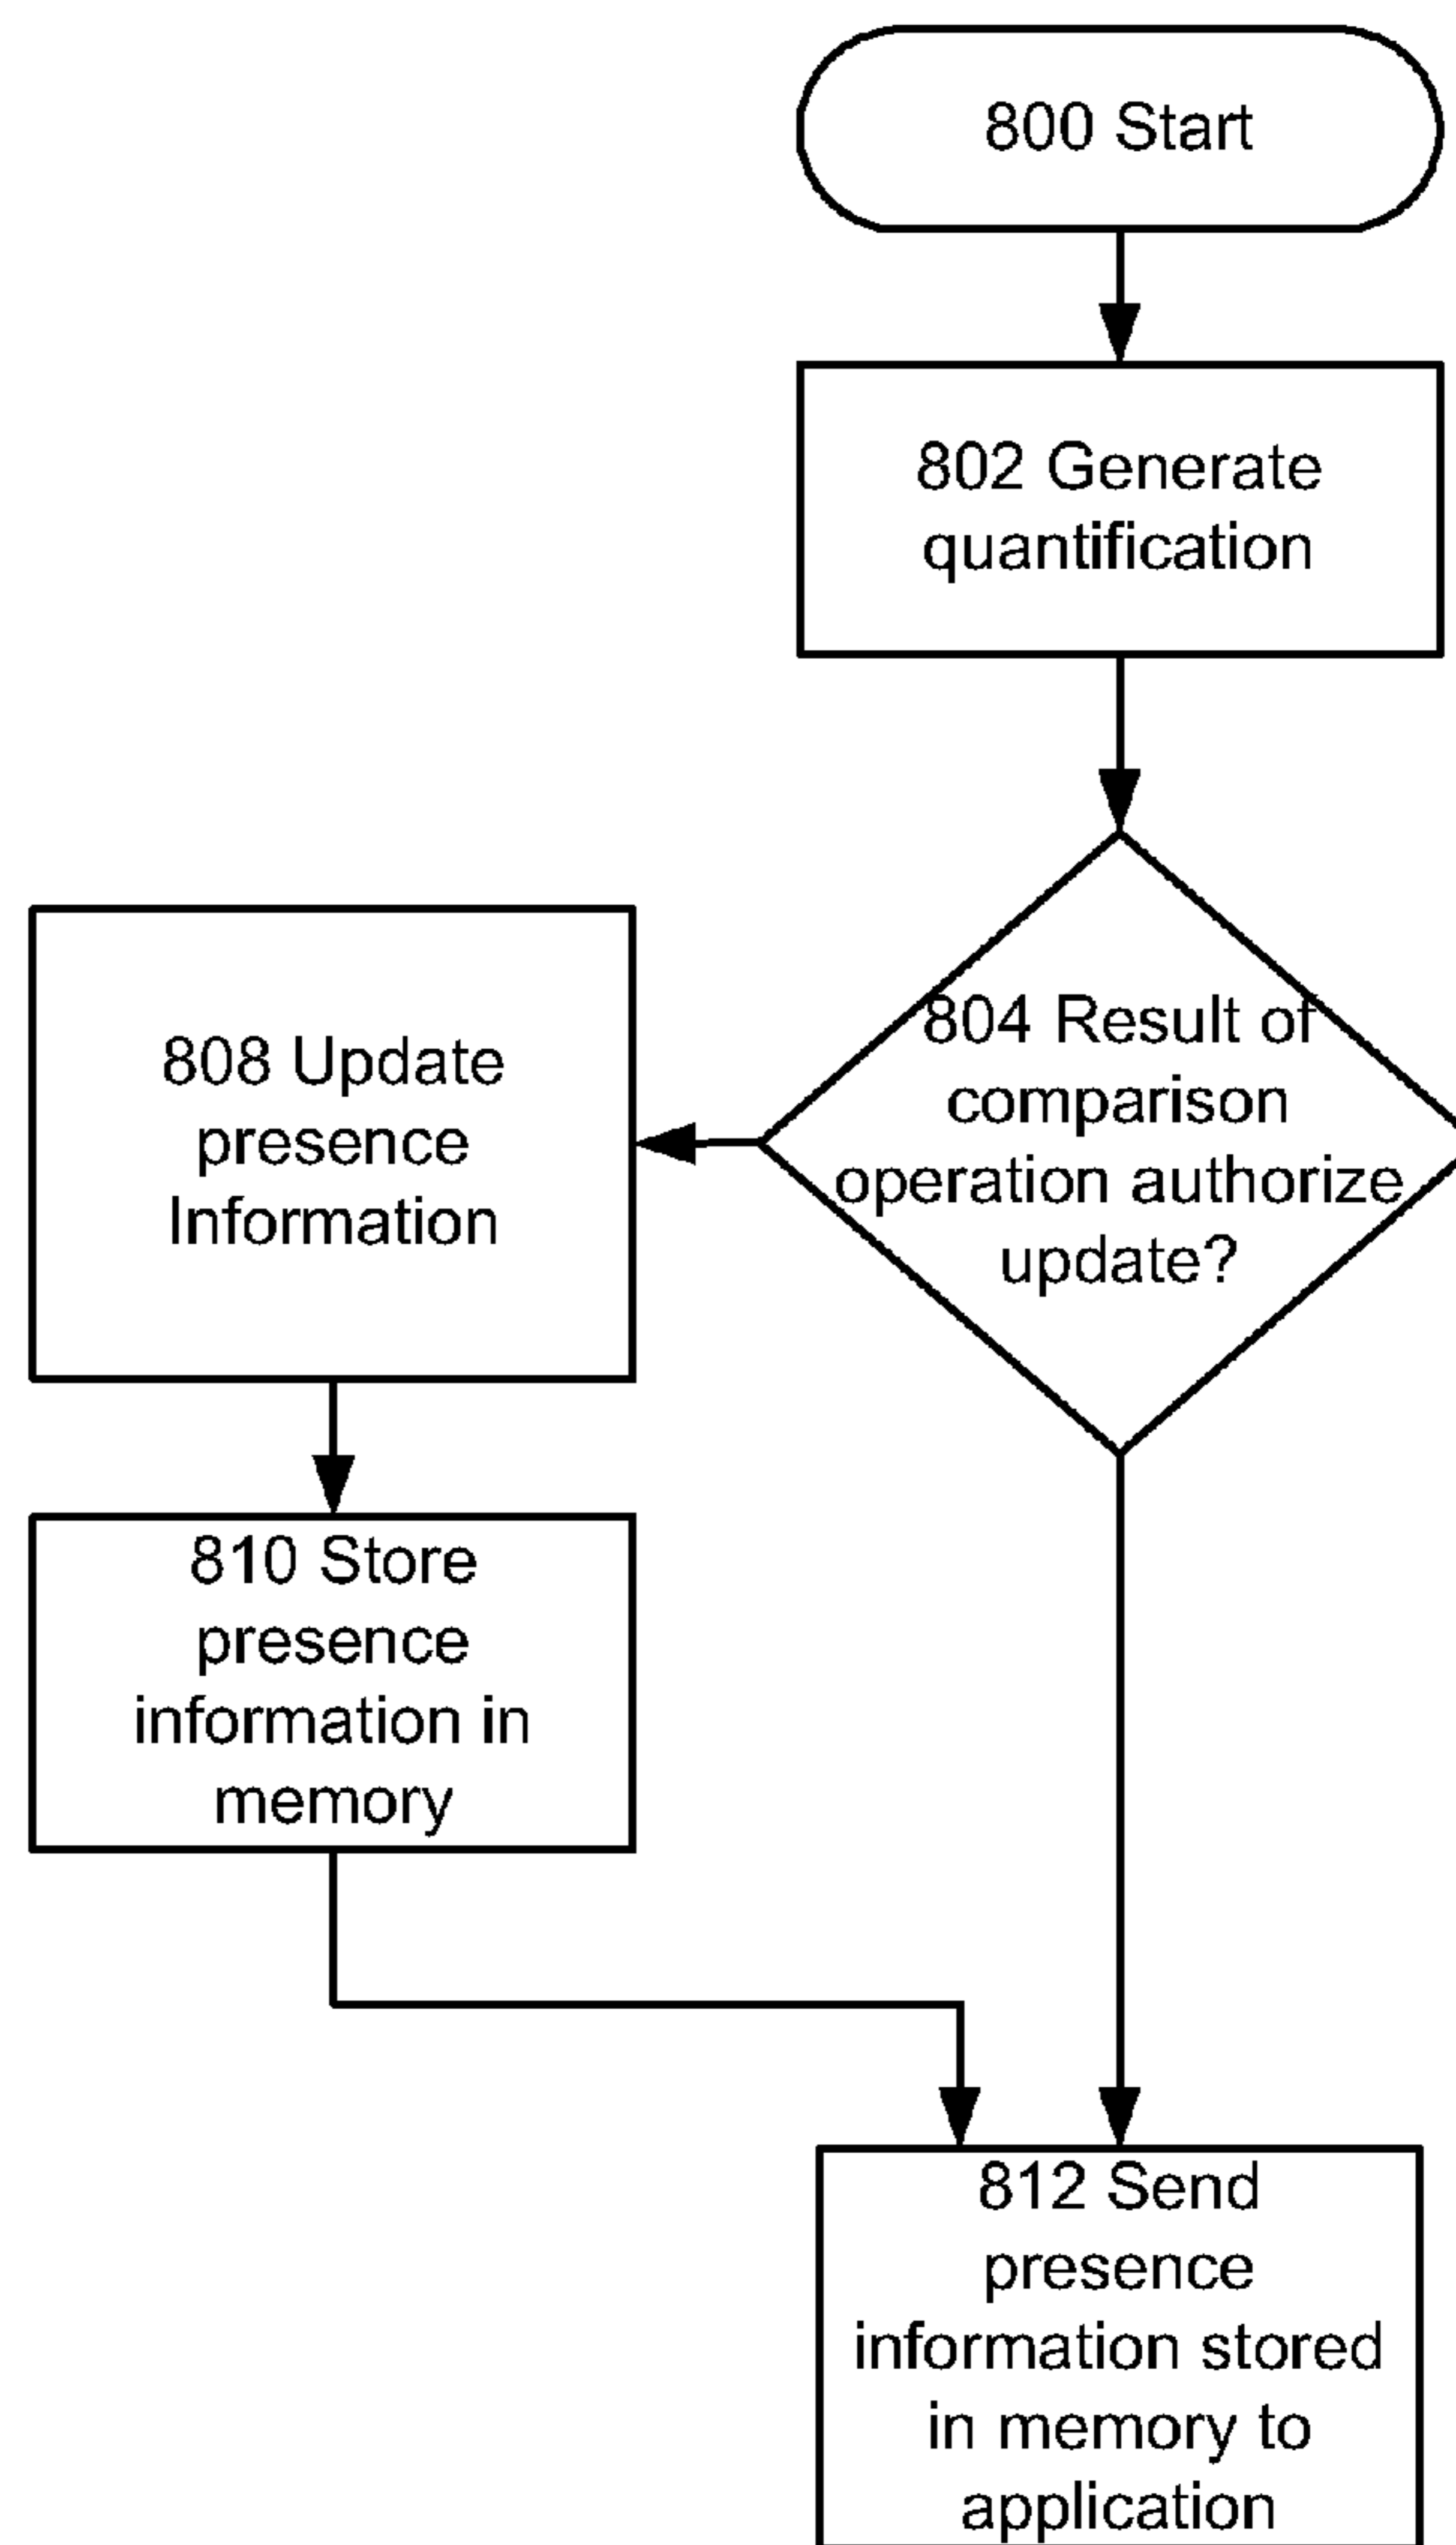 800 Start
802 Generate
quantification
804 Result of
comparison
operation authorize
update?
808 Update
presence
Information
810 Store
presence
information in
memory
812 Send
presence
information stored
in memory to
application